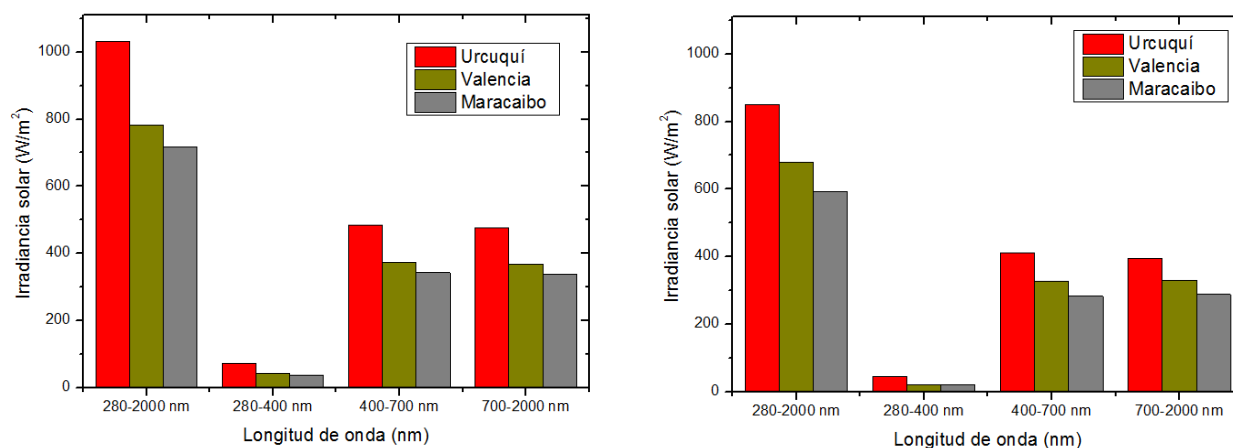 Irradiancia solar (W/m²)
1000
800
600
400
200
0
Urcuquí
Valencia
Maracaibo
280-2000 nm 280-400 nm 400-700 nm 700-2000 nm
Longitud de onda (nm)
Irradiancia solar (W/m²)
1000
800
600
400
200
0
Urcuquí
Valencia
Maracaibo
280-2000 nm 280-400 nm 400-700 nm 700-2000 nm
Longitud de onda (nm)